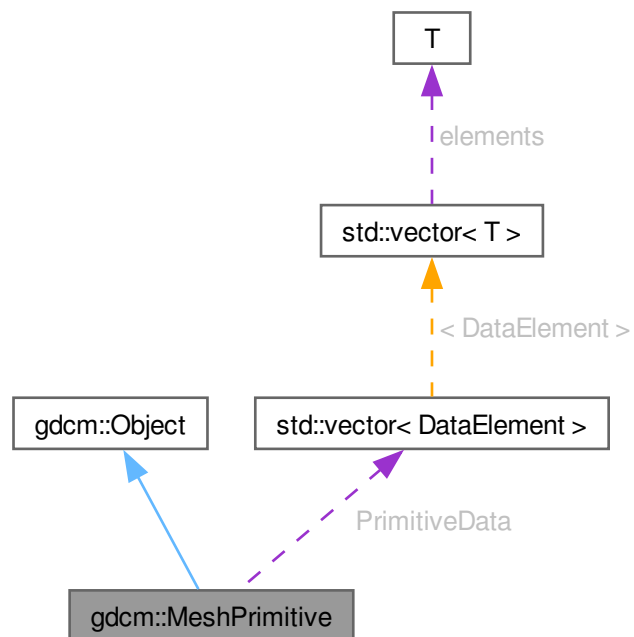 T
elements
std::vector< T >
< DataElement >
gdcm::Object
std::vector< DataElement >
PrimitiveData
gdcm::MeshPrimitive